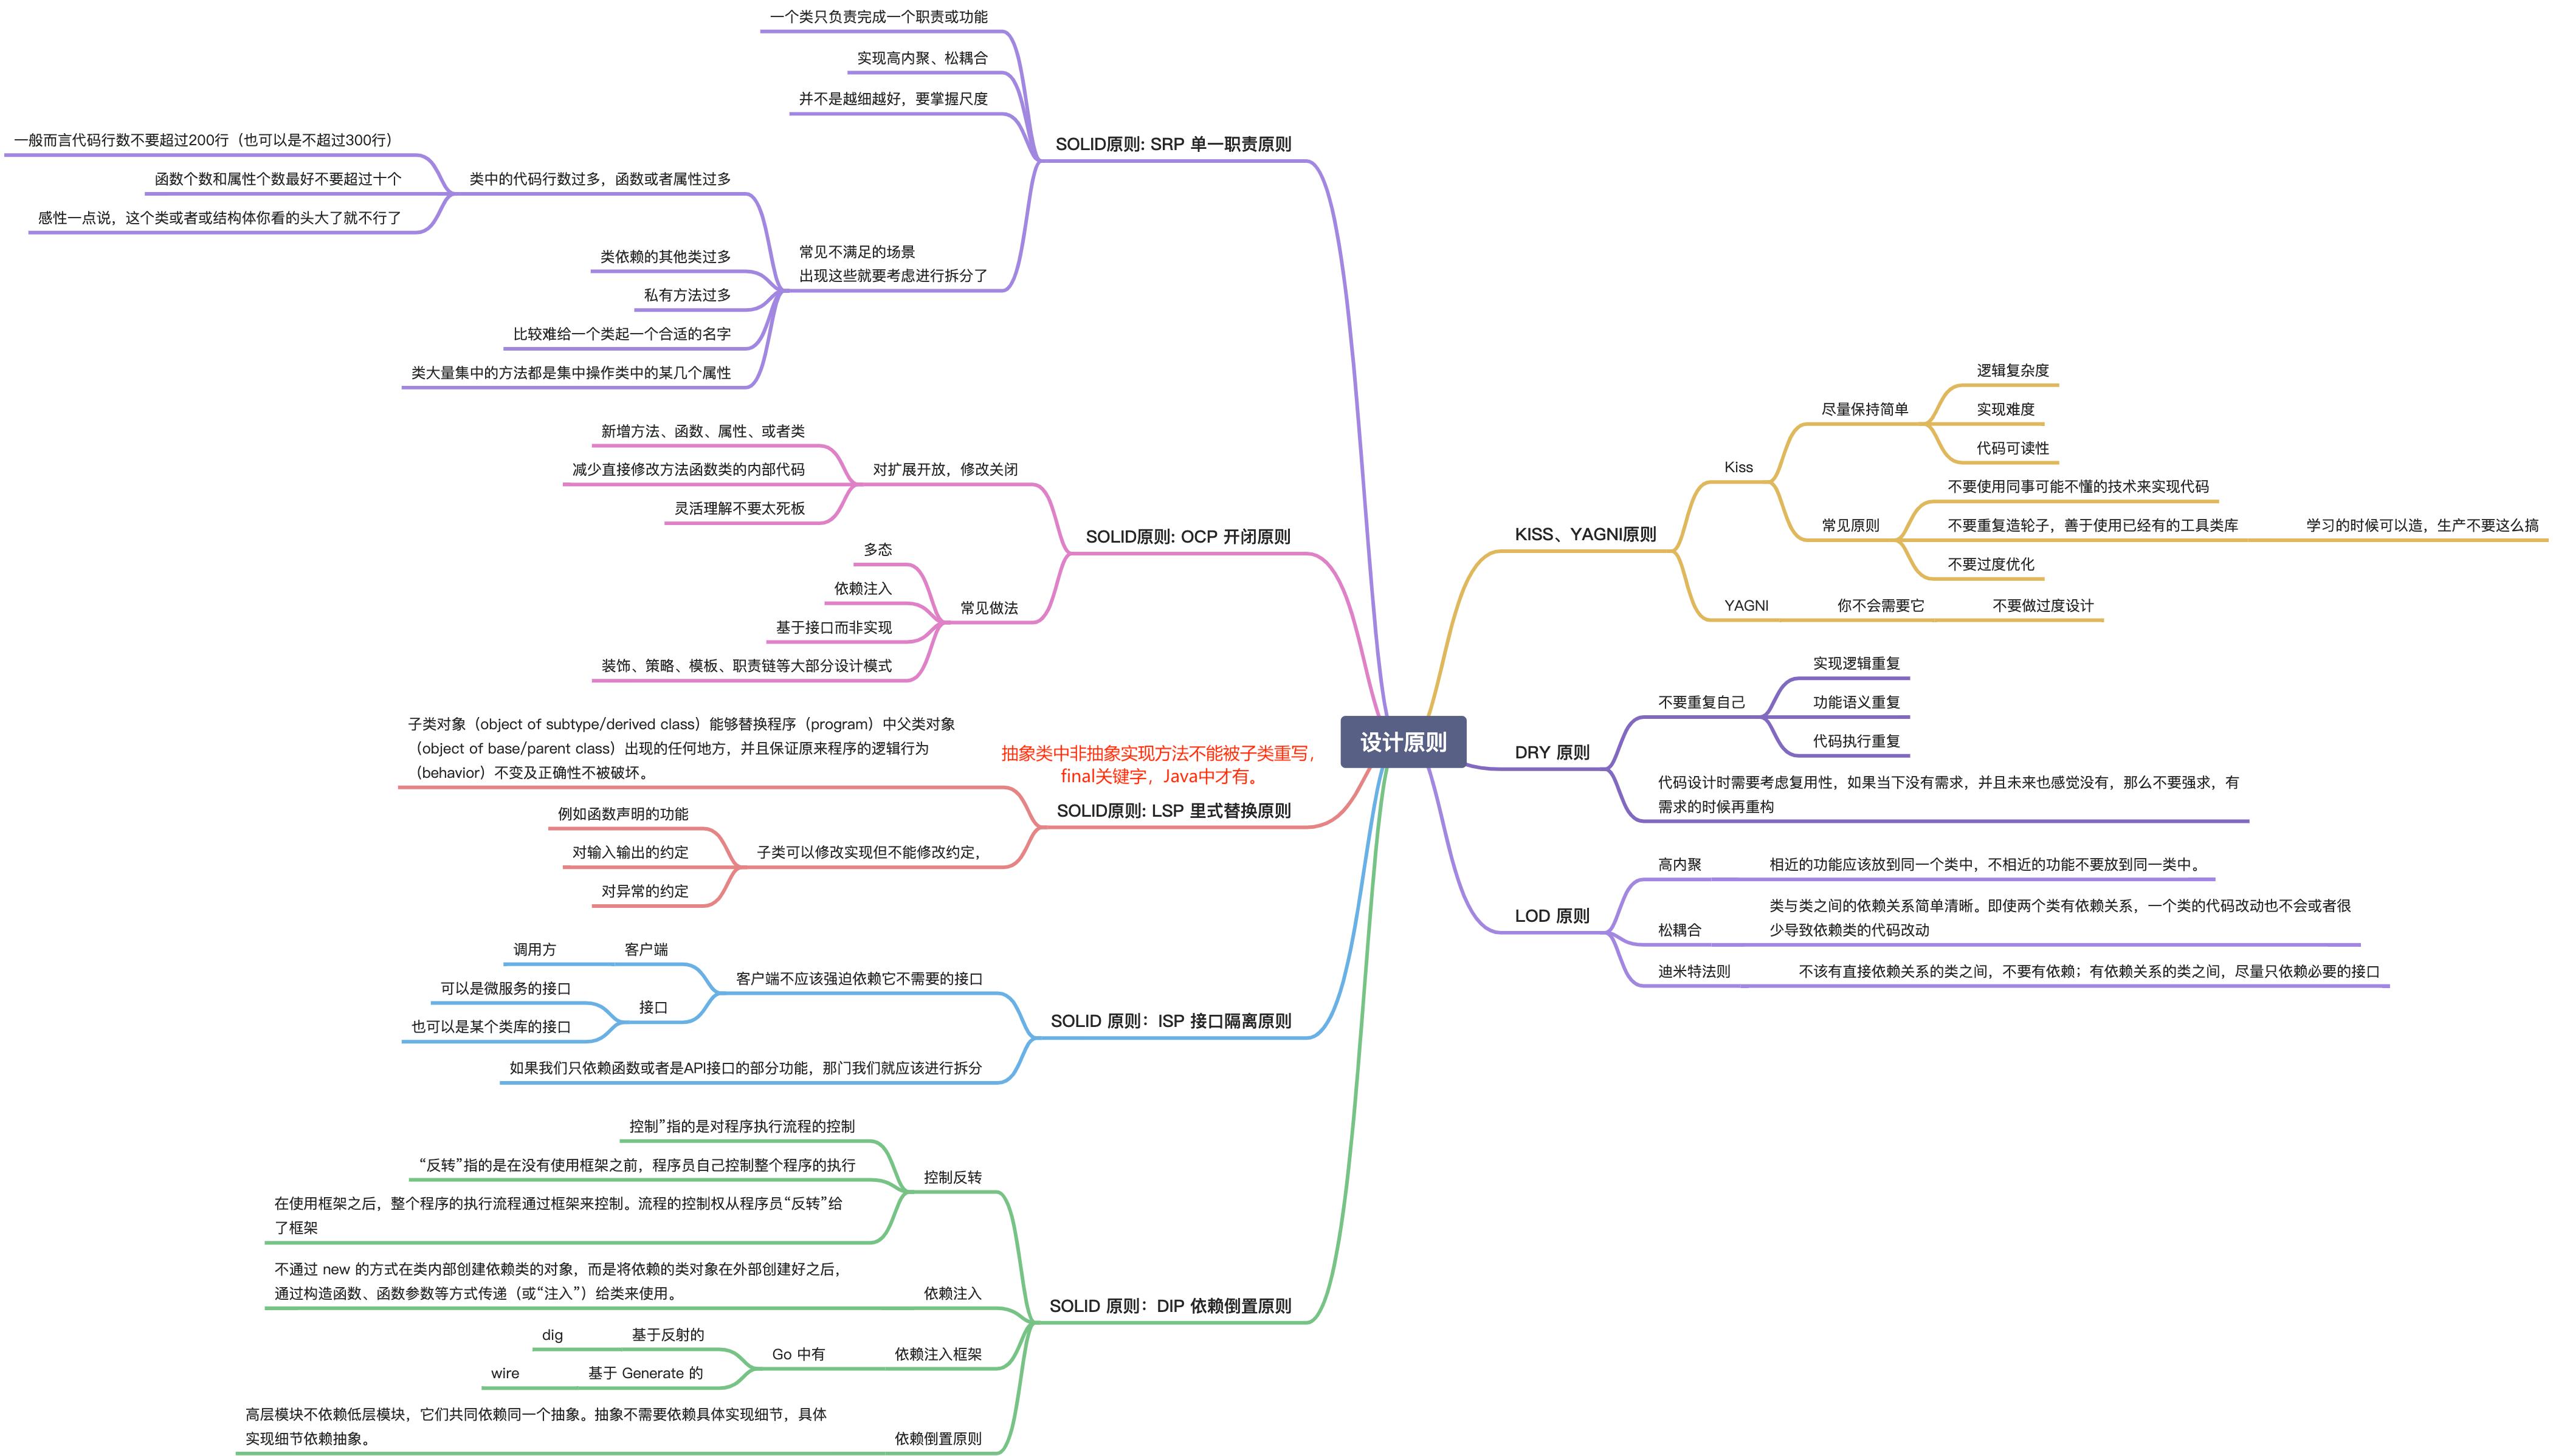 设计原则
SOLID原则: SRP 单一职责原则
一个类只负责完成一个职责或功能
实现高内聚、松耦合
并不是越细越好，要掌握尺度
常见不满足的场景
出现这些就要考虑进行拆分了
类中的代码行数过多，函数或者属性过多
一般而言代码行数不要超过200行（也可以是不超过300行）
函数个数和属性个数最好不要超过十个
感性一点说，这个类或者或结构体你看的头大了就不行了
类依赖的其他类过多
私有方法过多
比较难给一个类起一个合适的名字
类大量集中的方法都是集中操作类中的某几个属性
SOLID原则: OCP 开闭原则
对扩展开放，修改关闭
新增方法、函数、属性、或者类
减少直接修改方法函数类的内部代码
灵活理解不要太死板
常见做法
多态
依赖注入
基于接口而非实现
装饰、策略、模板、职责链等大部分设计模式
抽象类中非抽象实现方法不能被子类重写，
final关键字，Java中才有。
SOLID原则: LSP 里式替换原则
子类对象（object of subtype/derived class）能够替换程序（program）中父类对象
（object of base/parent class）出现的任何地方，并且保证原来程序的逻辑行为
（behavior）不变及正确性不被破坏。
子类可以修改实现但不能修改约定，
例如函数声明的功能
对输入输出的约定
对异常的约定
SOLID 原则：ISP 接口隔离原则
客户端不应该强迫依赖它不需要的接口
客户端
调用方
接口
可以是微服务的接口
也可以是某个类库的接口
如果我们只依赖函数或者是API接口的部分功能，那门我们就应该进行拆分
SOLID 原则：DIP 依赖倒置原则
控制反转
控制”指的是对程序执行流程的控制
“反转”指的是在没有使用框架之前，程序员自己控制整个程序的执行
在使用框架之后，整个程序的执行流程通过框架来控制。流程的控制权从程序员“反转”给
了框架
依赖注入
不通过 new 的方式在类内部创建依赖类的对象，而是将依赖的类对象在外部创建好之后，
通过构造函数、函数参数等方式传递（或“注入”）给类来使用。
依赖注入框架
Go 中有
基于反射的
dig
基于 Generate 的
wire
依赖倒置原则
高层模块不依赖低层模块，它们共同依赖同一个抽象。抽象不需要依赖具体实现细节，具体
实现细节依赖抽象。
KISS、YAGNI原则
Kiss
尽量保持简单
逻辑复杂度
实现难度
代码可读性
常见原则
不要使用同事可能不懂的技术来实现代码
不要重复造轮子，善于使用已经有的工具类库
学习的时候可以造，生产不要这么搞
不要过度优化
YAGNI
你不会需要它
不要做过度设计
DRY 原则
不要重复自己
实现逻辑重复
功能语义重复
代码执行重复
代码设计时需要考虑复用性，如果当下没有需求，并且未来也感觉没有，那么不要强求，有
需求的时候再重构
LOD 原则
高内聚
相近的功能应该放到同一个类中，不相近的功能不要放到同一类中。
松耦合
类与类之间的依赖关系简单清晰。即使两个类有依赖关系，一个类的代码改动也不会或者很
少导致依赖类的代码改动
迪米特法则
不该有直接依赖关系的类之间，不要有依赖；有依赖关系的类之间，尽量只依赖必要的接口